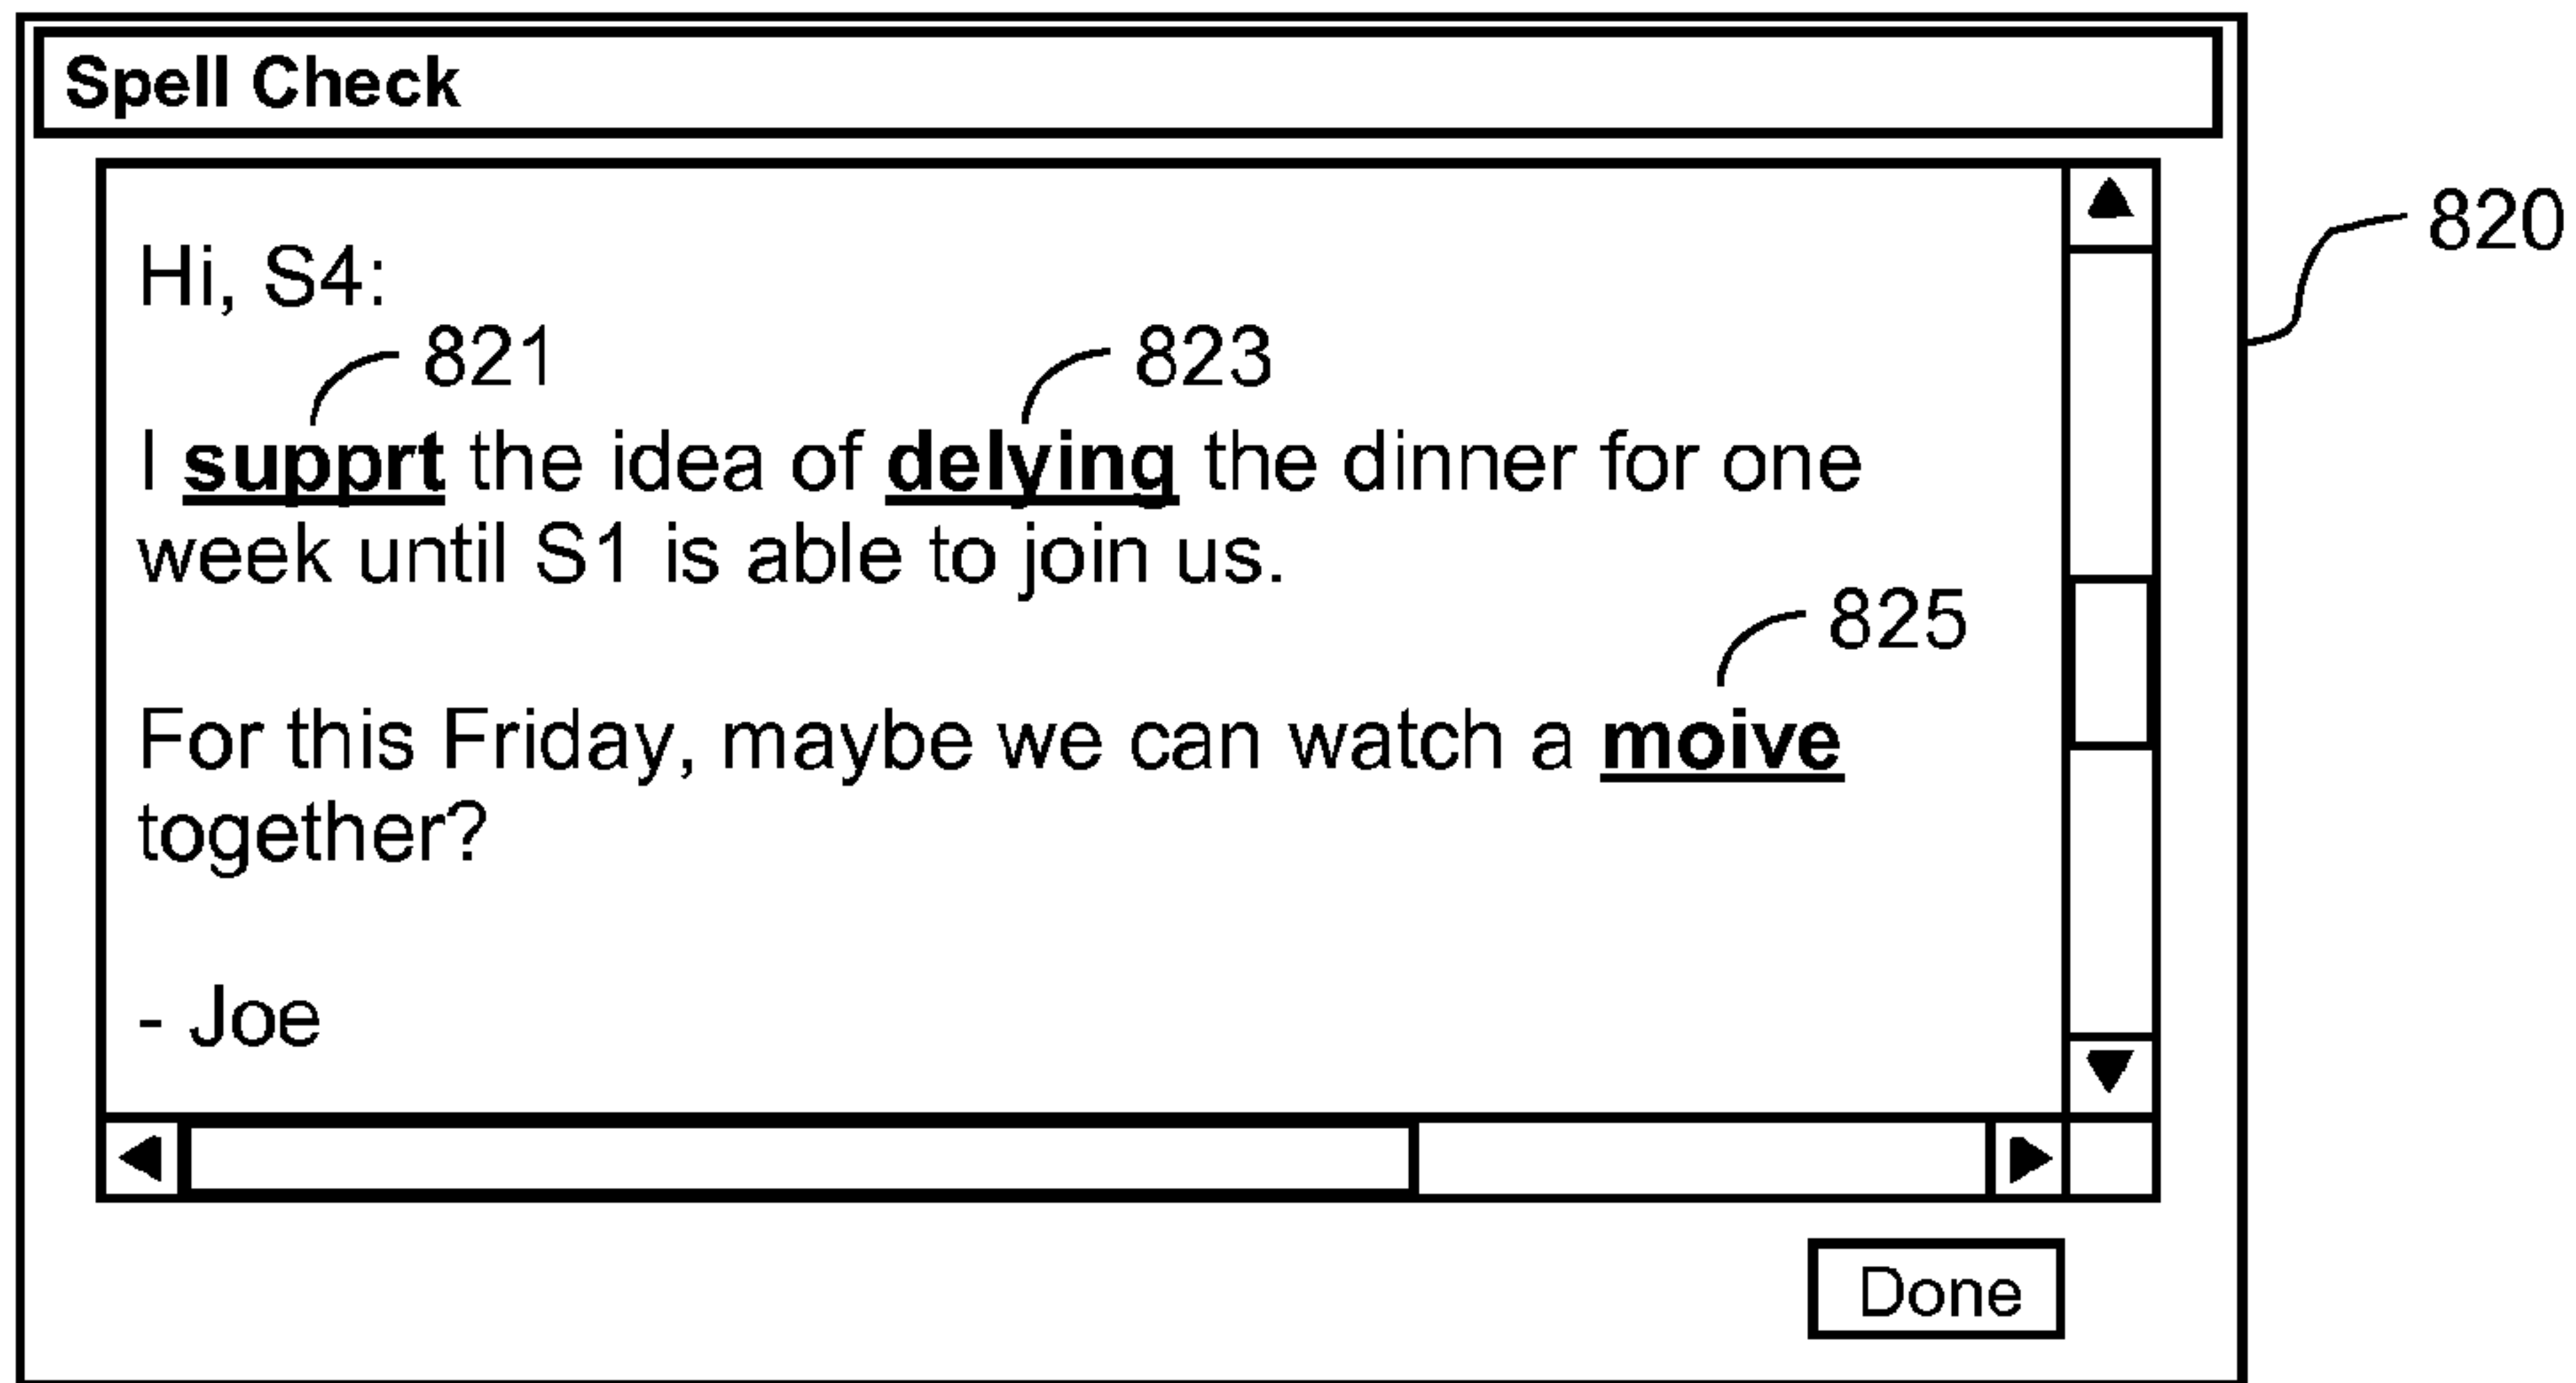 Spell Check
820
Hi, S4:
821 823
I supprt the idea of delying the dinner for one
week until S1 is able to join us.
825
For this Friday, maybe we can watch a moive
together?
- Joe
Done